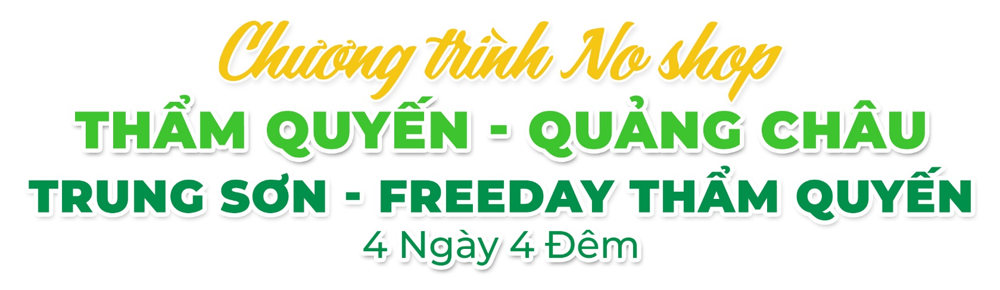 Chương trình No shop
THẨM QUYẾN - QUẢNG CHÂU
TRUNG SƠN - FREEDAY THẨM QUYẾN
4 Ngày 4 Đêm